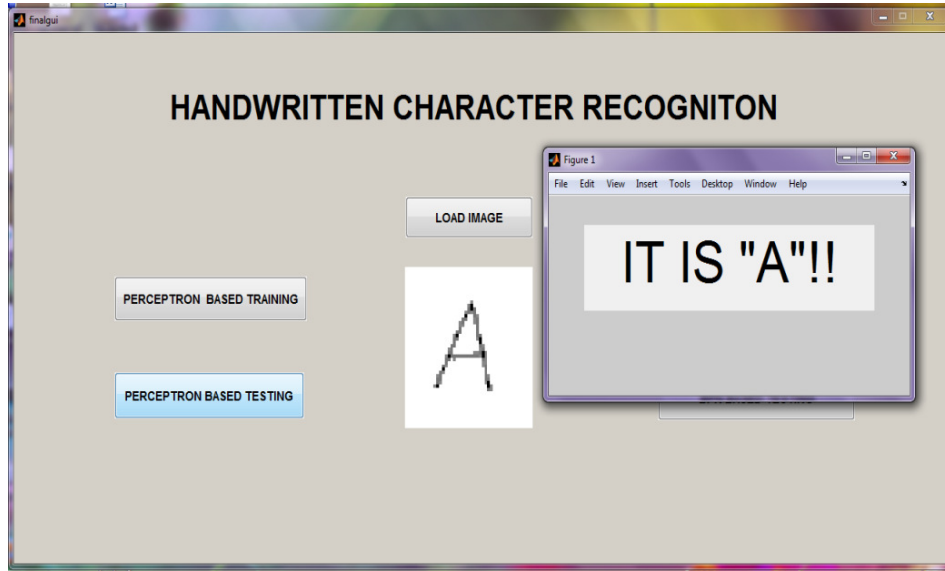 finalgui
HANDWRITTEN CHARACTER RECOGNITON
Figure 1
File Edit View Insert Tools Desktop Window Help
LOAD IMAGE
IT IS "A"!!
PERCEPTRON BASED TRAINING
A
PERCEPTRON BASED TESTING